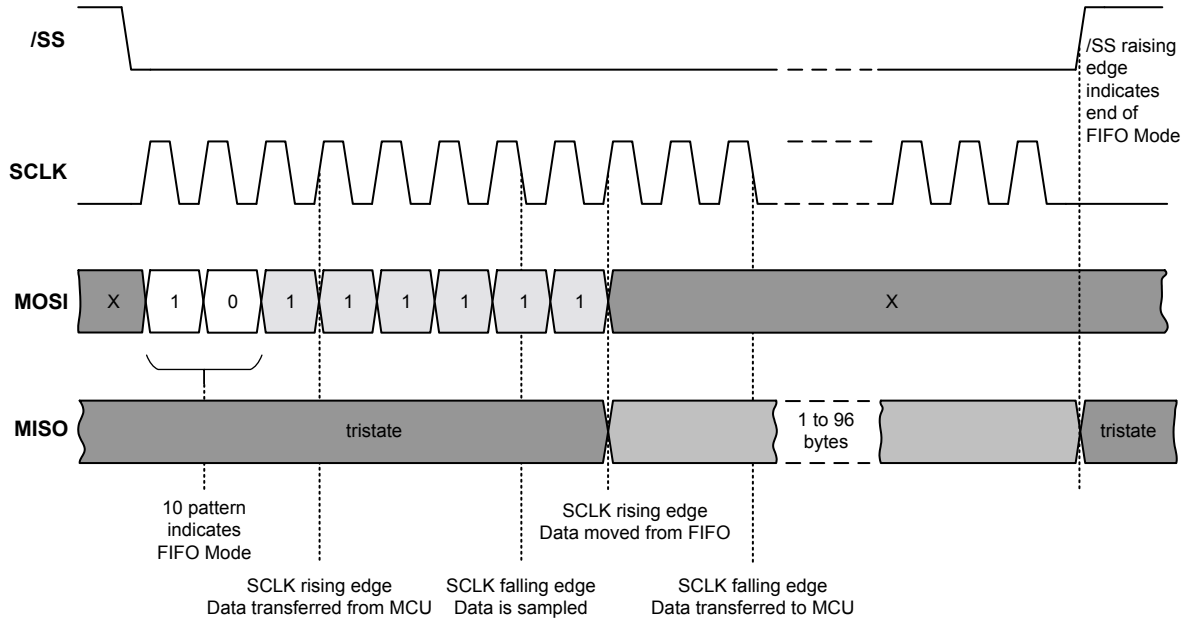 /SS
/SS raising
edge
indicates
end of
FIFO Mode
SCLK
MOSI
X
1
0
1
1
1
1
1
1
X
MISO
tristate
1 to 96
bytes
tristate
10 pattern
indicates
FIFO Mode
SCLK rising edge
Data moved from FIFO
SCLK rising edge
Data transferred from MCU
SCLK falling edge
Data is sampled
SCLK falling edge
Data transferred to MCU